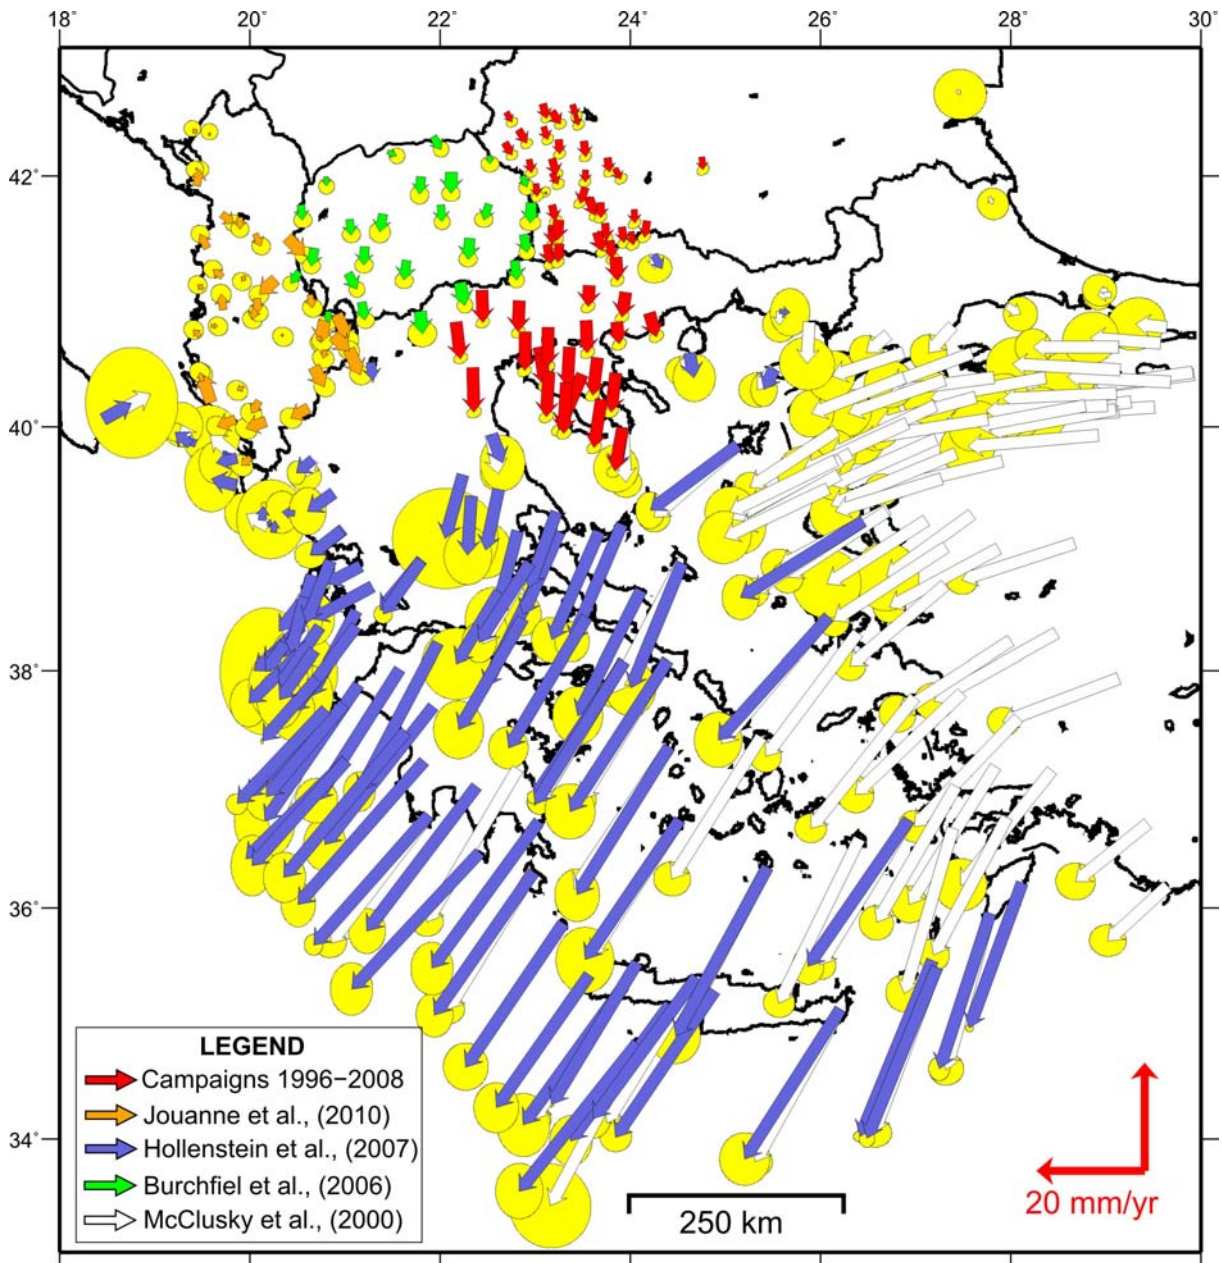 18° 20° 22° 24° 26° 28° 30°
42°
40°
38°
36°
34°
LEGEND
Campaigns 1996–2008
Jouanne et al., (2010)
Hollenstein et al., (2007)
Burchfiel et al., (2006)
McClusky et al., (2000)
250 km
20 mm/yr